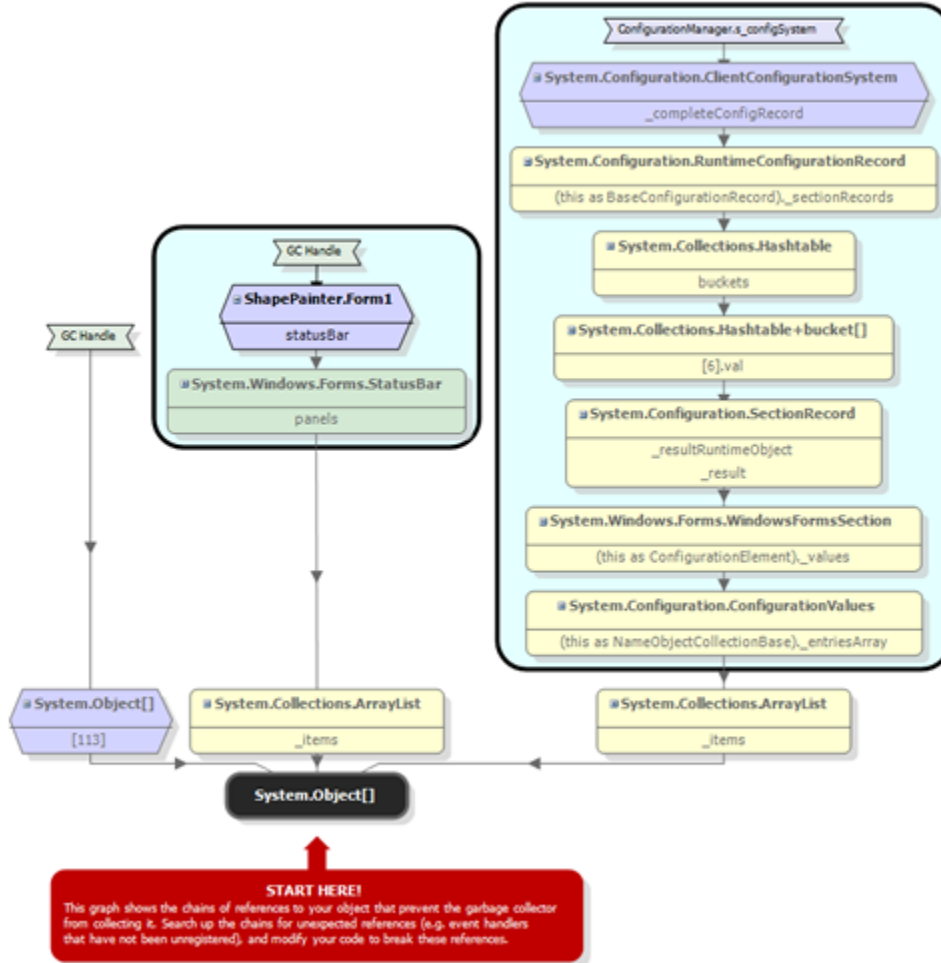 ConfigurationManager.s_configSystem
System.Configuration.ClientConfigurationSystem
_completeConfigRecord
System.Configuration.RuntimeConfigurationRecord
(this as BaseConfigurationRecord)._sectionRecords
System.Collections.Hashtable
buckets
System.Collections.Hashtable+bucket[]
[6].val
System.Configuration.SectionRecord
_resultRuntimeObject
_result
System.Windows.Forms.WindowsFormsSection
(this as ConfigurationElement)._values
System.Configuration.ConfigurationValues
(this as NameObjectCollectionBase)._entriesArray
GC Handle
ShapePainter.Form1
statusBar
System.Windows.Forms.StatusBar
panels
GC Handle
System.Object[]
[113]
System.Collections.ArrayList
_items
System.Collections.ArrayList
_items
System.Object[]
START HERE!
This graph shows the chains of references to your object that prevent the garbage collector
from collecting it. Search up the chains for unexpected references (e.g. event handlers
that have not been unregistered), and modify your code to break these references.